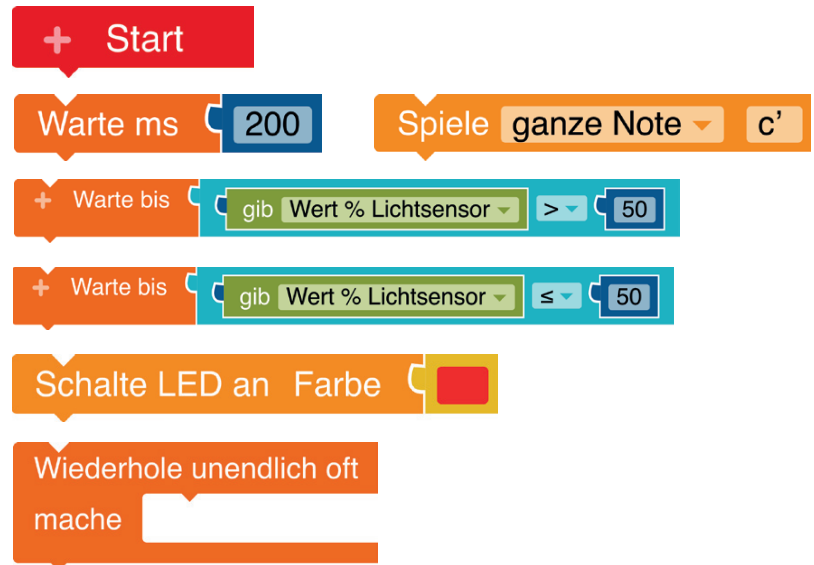 + Start
Warte ms 200
Spiele ganze Note c’
+ Warte bis gib Wert % Lichtsensor > 50
+ Warte bis gib Wert % Lichtsensor ≤ 50
Schalte LED an Farbe
Wiederhole unendlich oft
mache